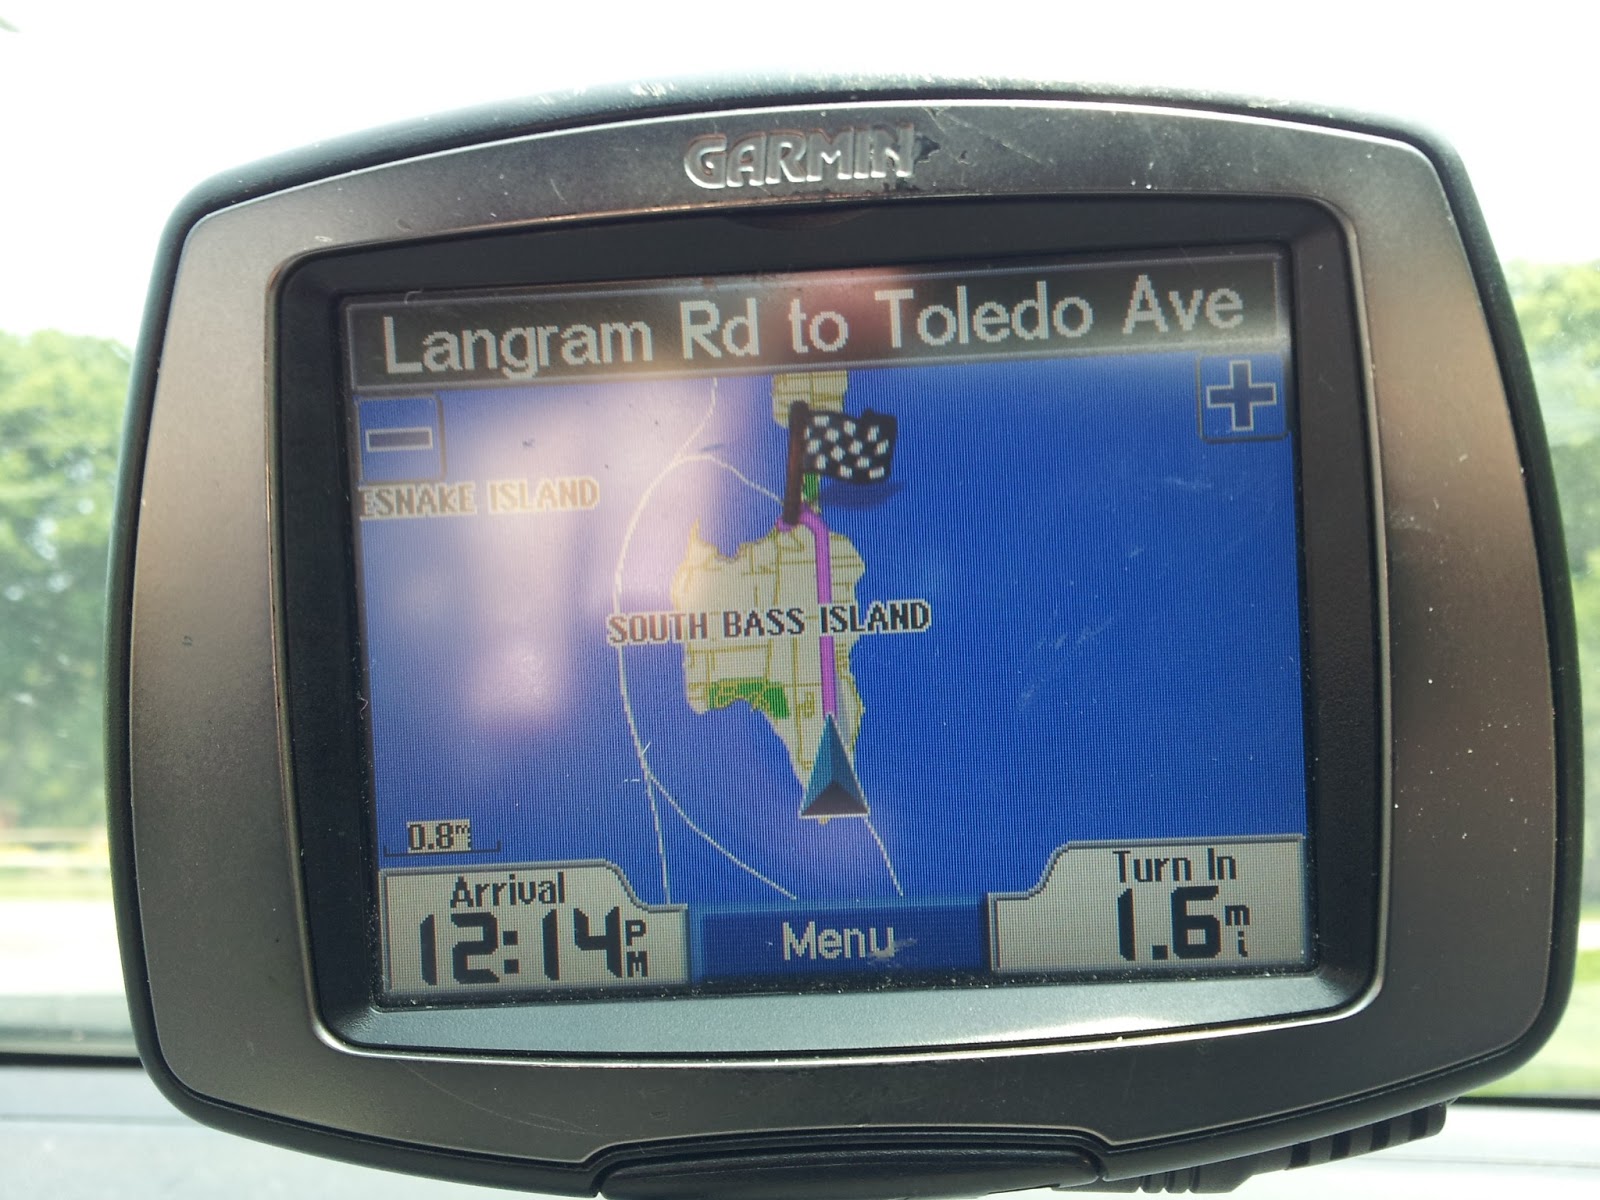 GARMIN
Langram Rd to Toledo Ave
ESNAKE ISLAND
SOUTH BASS ISLAND
0.8mi
Arrival
12:14PM
Menu
Turn In
1.6mi